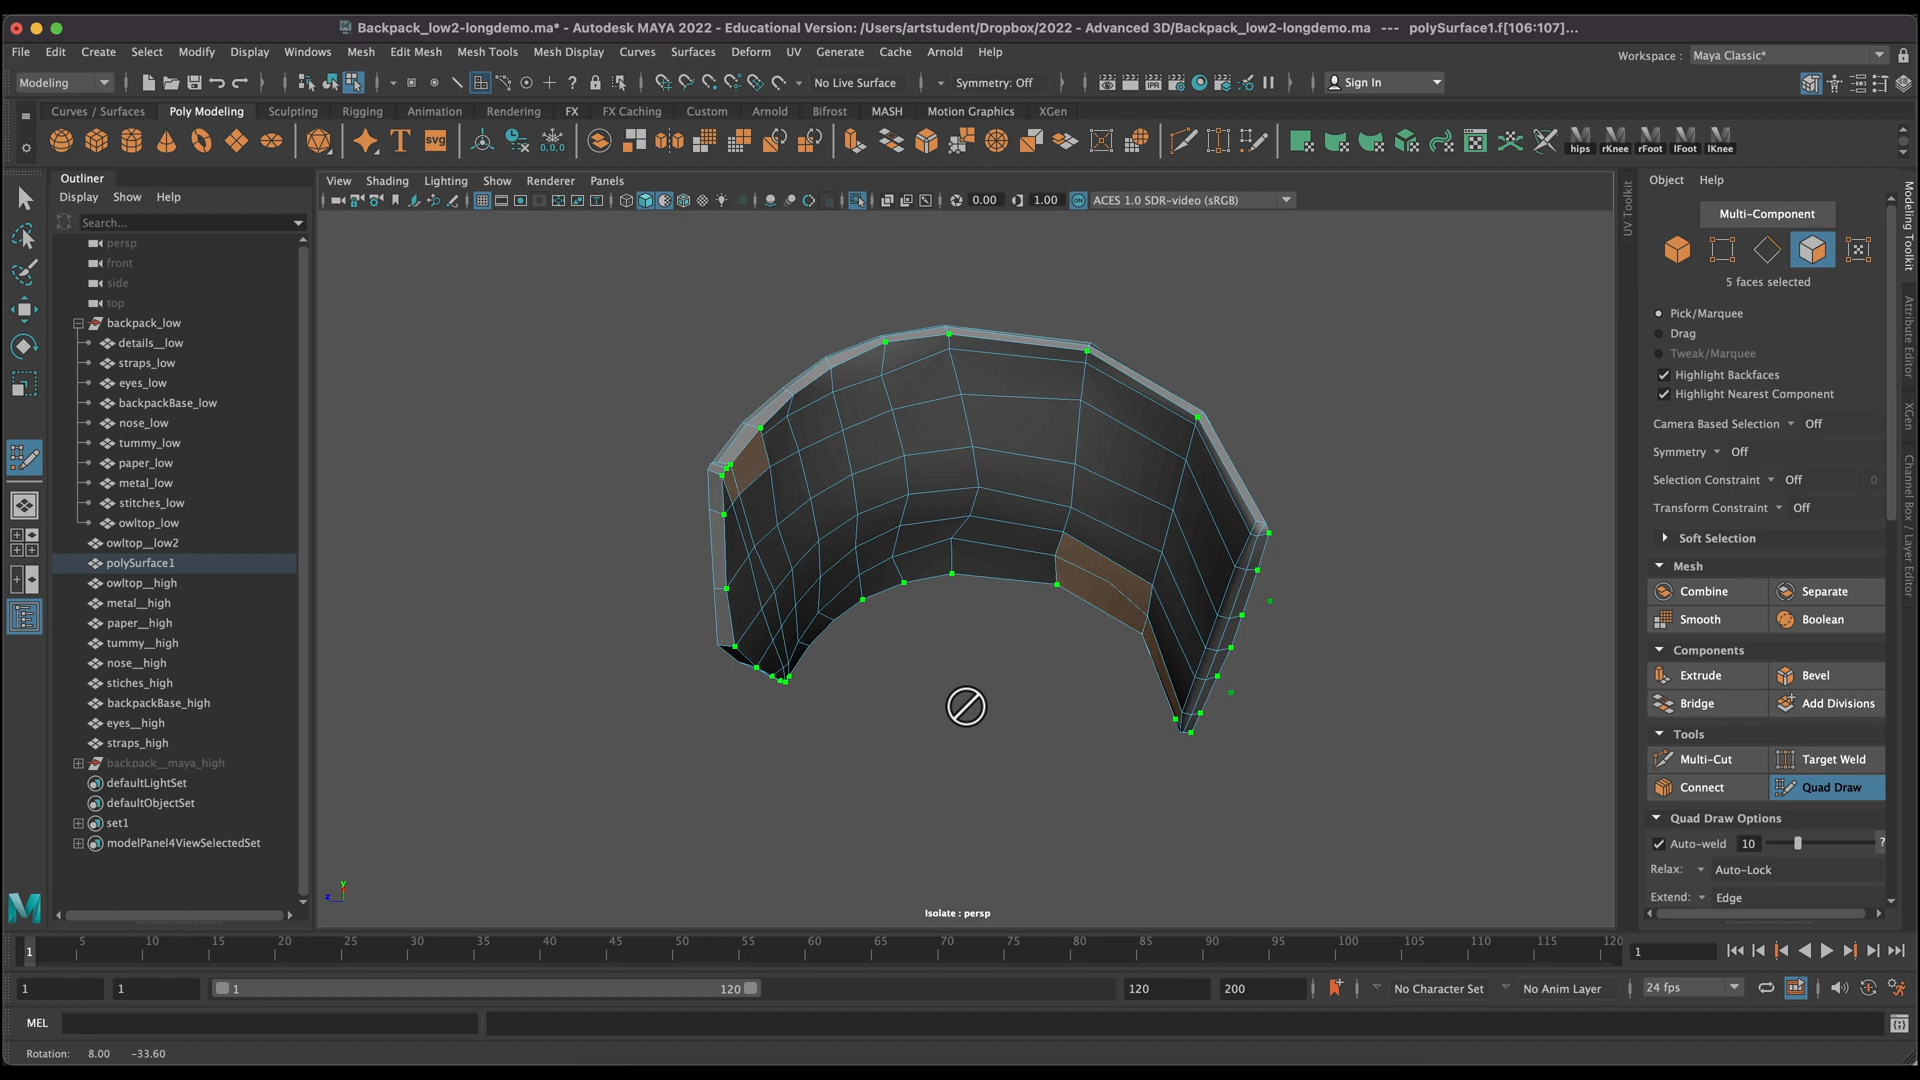 Backpack_low2-longdemo.ma* - Autodesk MAYA 2022 - Educational Version: /Users/artstudent/Dropbox/2022 - Advanced 3D/Backpack_low2-longdemo.ma --- polySurface1.f[106:107]...
File Edit Create Select Modify Display Windows Mesh Edit Mesh Mesh Tools Mesh Display Curves Surfaces Deform UV Generate Cache Arnold Help
Workspace : Maya Classic*
Modeling No Live Surface Symmetry: Off Sign In
Curves / Surfaces Poly Modeling Sculpting Rigging Animation Rendering FX FX Caching Custom Arnold Bifrost MASH Motion Graphics XGen
T svg 0,0,0 M M M M M
hips rKnee rFoot lFoot lKnee
Outliner
Display Show Help
Search...
persp
front
side
top
backpack_low
details__low
straps_low
eyes_low
backpackBase_low
nose_low
tummy_low
paper_low
metal_low
stitches_low
owltop_low
owltop__low2
polySurface1
owltop__high
metal__high
paper__high
tummy__high
nose__high
stiches_high
backpackBase_high
eyes__high
straps_high
backpack__maya_high
defaultLightSet
defaultObjectSet
set1
modelPanel4ViewSelectedSet
View Shading Lighting Show Renderer Panels
0.00 1.00 ON ACES 1.0 SDR-video (sRGB)
y
z
Isolate : persp
UV Toolkit
Object Help
Multi-Component
5 faces selected
Pick/Marquee
Drag
Tweak/Marquee
Highlight Backfaces
Highlight Nearest Component
Camera Based Selection Off
Symmetry Off
Selection Constraint Off 0
Transform Constraint Off
Soft Selection
Mesh
Combine Separate
Smooth Boolean
Components
Extrude Bevel
Bridge Add Divisions
Tools
Multi-Cut Target Weld
Connect Quad Draw
Quad Draw Options
Auto-weld 10 ?
Relax: Auto-Lock
Extend: Edge
Modeling Toolkit
Attribute Editor
XGen
Channel Box / Layer Editor
1 5 10 15 20 25 30 35 40 45 50 55 60 65 70 75 80 85 90 95 100 105 110 115 120 1
1 1 1 120 120 200 No Character Set No Anim Layer 24 fps
MEL
Rotation: 8.00 -33.60